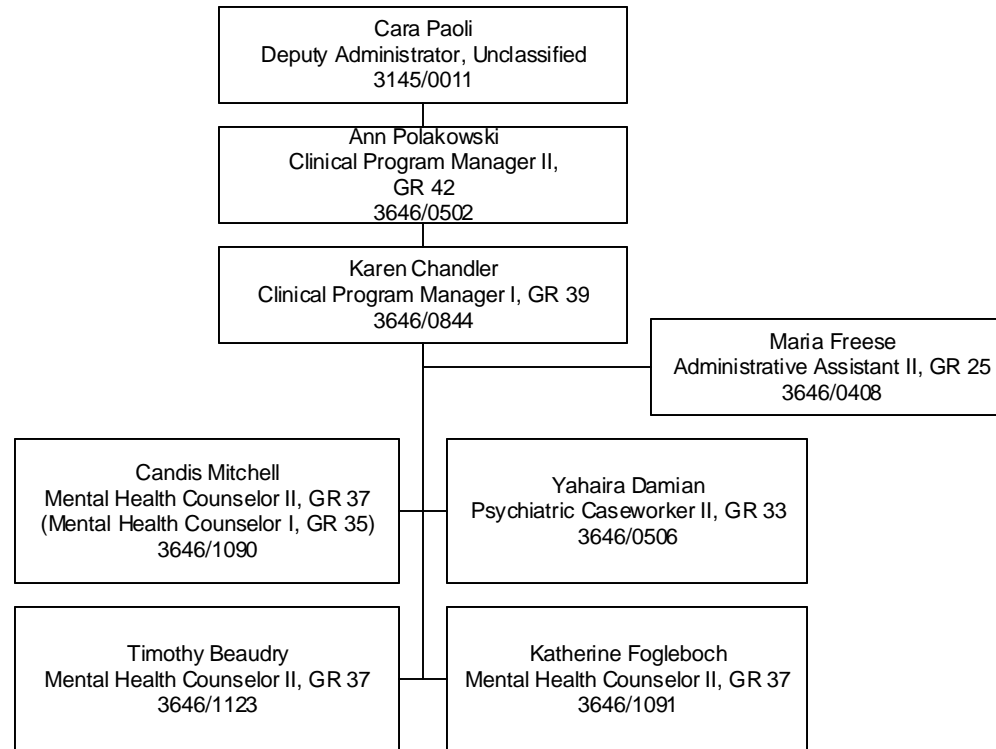 Cara Paoli
Deputy Administrator, Unclassified
3145/0011
Ann Polakowski
Clinical Program Manager II,
GR 42
3646/0502
Karen Chandler
Clinical Program Manager I, GR 39
3646/0844
Maria Freese
Administrative Assistant II, GR 25
3646/0408
Candis Mitchell
Mental Health Counselor II, GR 37
(Mental Health Counselor I, GR 35)
3646/1090
Yahaira Damian
Psychiatric Caseworker II, GR 33
3646/0506
Timothy Beaudry
Mental Health Counselor II, GR 37
3646/1123
Katherine Fogleboch
Mental Health Counselor II, GR 37
3646/1091